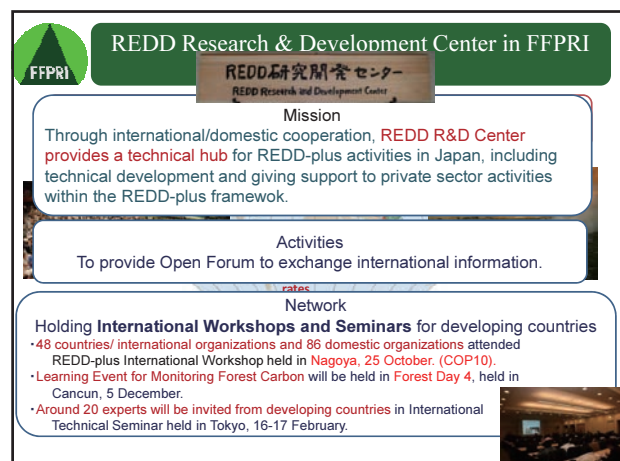 FFPRI
REDD Research & Development Center in FFPRI
REDD研究開発センター
REDD Research and Development Center
Mission
Through international/domestic cooperation, REDD R&D Center
provides a technical hub for REDD-plus activities in Japan, including
technical development and giving support to private sector activities
within the REDD-plus framewok.
Activities
To provide Open Forum to exchange international information.
rates
Network
Holding International Workshops and Seminars for developing countries
・48 countries/ international organizations and 86 domestic organizations attended
REDD-plus International Workshop held in Nagoya, 25 October. (COP10).
・Learning Event for Monitoring Forest Carbon will be held in Forest Day 4, held in
Cancun, 5 December.
・Around 20 experts will be invited from developing countries in International
Technical Seminar held in Tokyo, 16-17 February.